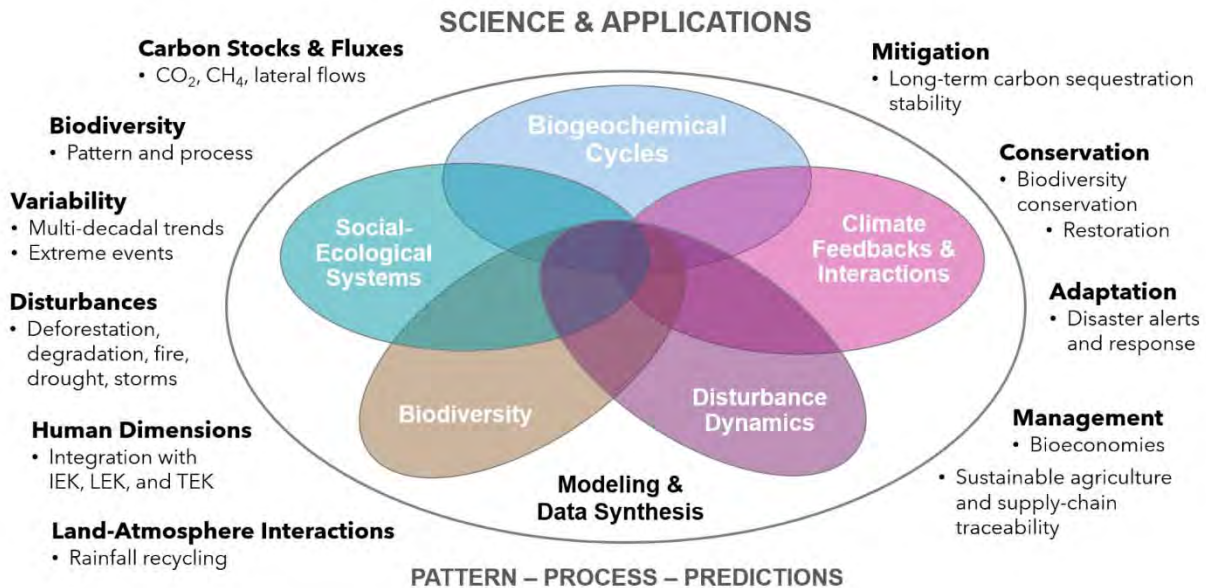 SCIENCE & APPLICATIONS
Carbon Stocks & Fluxes
• CO₂, CH₄, lateral flows
Biodiversity
• Pattern and process
Variability
• Multi-decadal trends
• Extreme events
Disturbances
• Deforestation,
degradation, fire,
drought, storms
Human Dimensions
• Integration with
IEK, LEK, and TEK
Land-Atmosphere Interactions
• Rainfall recycling
Biogeochemical
Cycles
Social-
Ecological
Systems
Climate
Feedbacks &
Interactions
Biodiversity
Disturbance
Dynamics
Modeling &
Data Synthesis
Mitigation
• Long-term carbon sequestration
stability
Conservation
• Biodiversity
conservation
• Restoration
Adaptation
• Disaster alerts
and response
Management
• Bioeconomies
• Sustainable agriculture
and supply-chain
traceability
PATTERN – PROCESS – PREDICTIONS